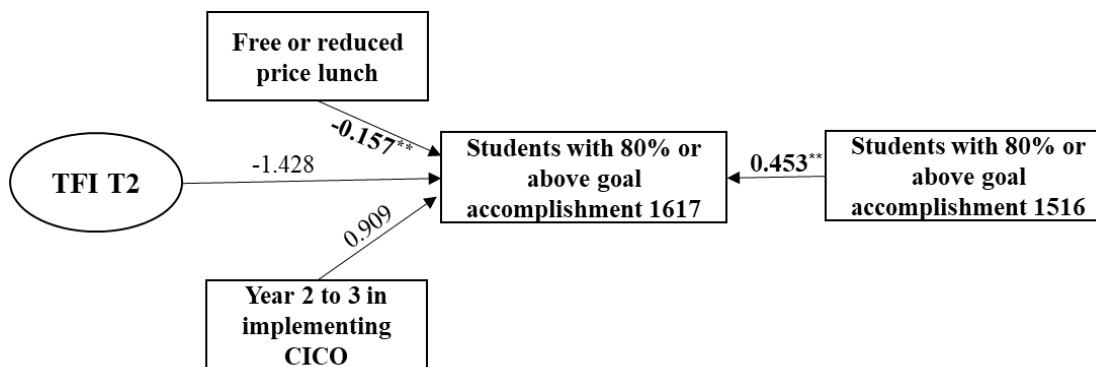 Free or reduced
price lunch
-0.157**
TFI T2
-1.428
Students with 80% or
above goal
accomplishment 1617
0.453**
Students with 80% or
above goal
accomplishment 1516
0.909
Year 2 to 3 in
implementing
CICO